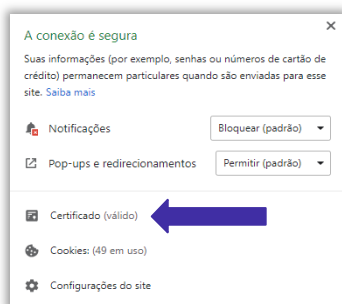 A conexão é segura
Suas informações (por exemplo, senhas ou números de cartão de
crédito) permanecem particulares quando são enviadas para esse
site. Saiba mais
Notificações Bloquear (padrão)
Pop-ups e redirecionamentos Permitir (padrão)
Certificado (válido)
Cookies: (49 em uso)
Configurações do site